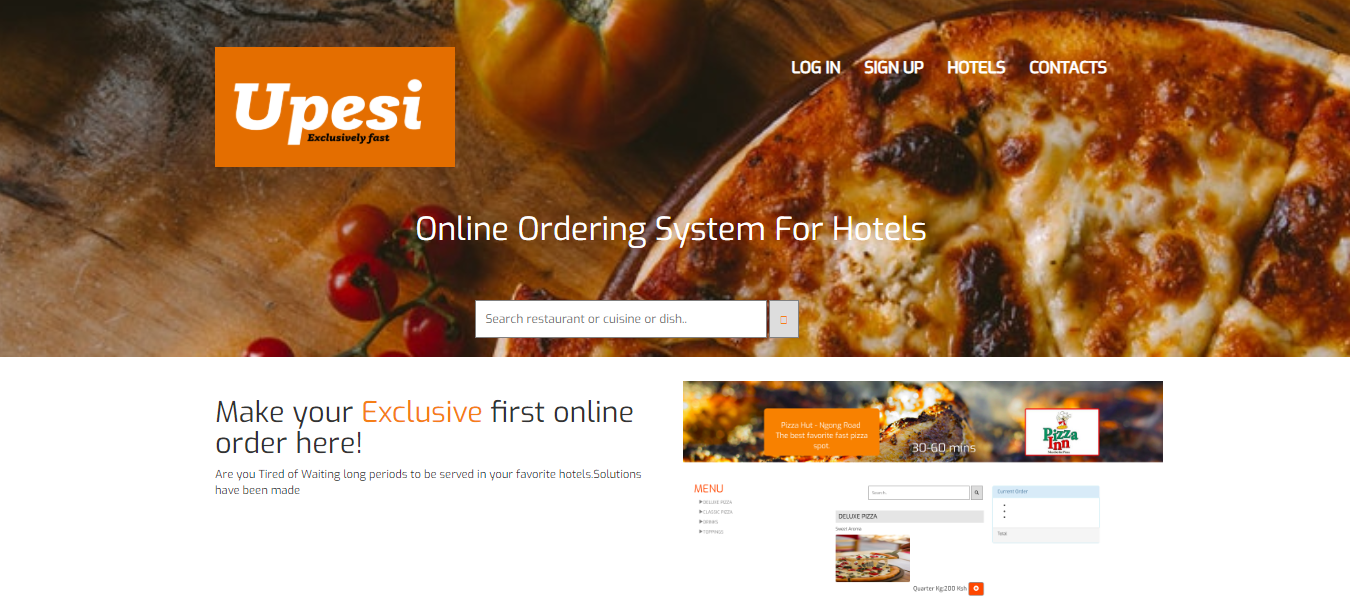 Upesi
Exclusively fast
LOG IN SIGN UP HOTELS CONTACTS
Online Ordering System For Hotels
Search restaurant or cuisine or dish..
Make your Exclusive first online
order here!
Are you Tired of Waiting long periods to be served in your favorite hotels.Solutions
have been made
Pizza Hut - Ngong Road
The best favorite fast pizza
spot
30-60 mins
Pizza
Inn
MENU
DELUXE PIZZA
CLASSIC PIZZA
DRINKS
TOPPINGS
Search..
DELUXE PIZZA
Sweet Aroma
Quarter Kg:200 Ksh
Current Order
Total